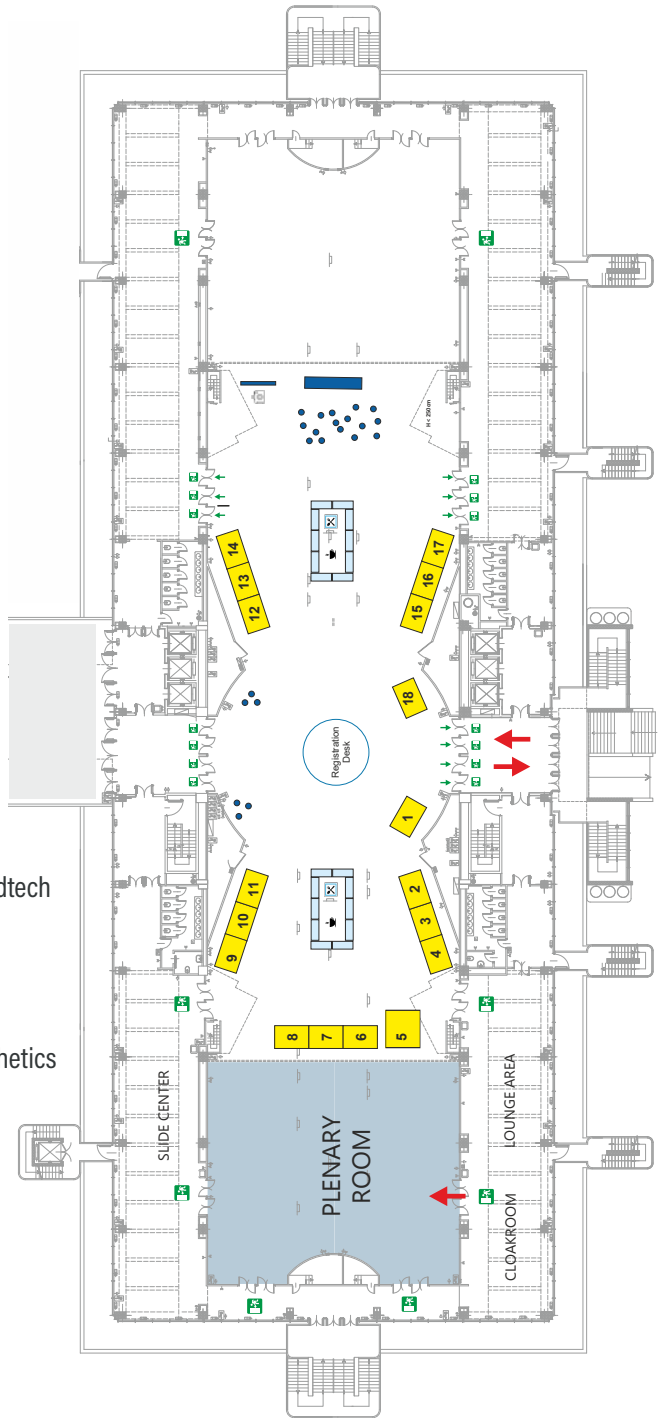 H < 250 cm
14
13
12
17
16
15
18
Registration
Desk
1
dtech
11
10
9
2
3
4
8
7
6
5
netics
SLIDE CENTER
PLENARY
ROOM
LOUNGE AREA
CLOAKROOM